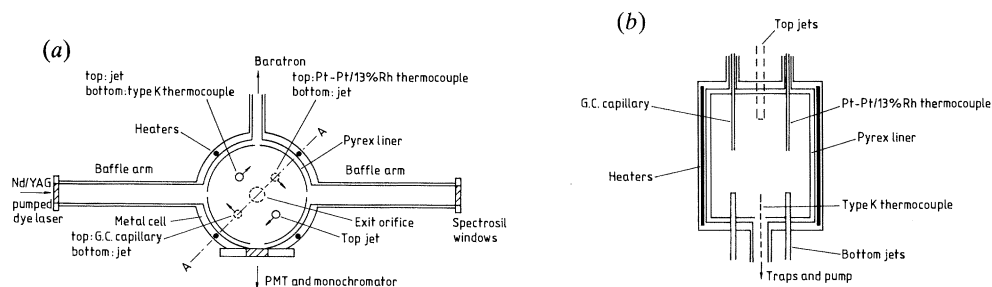 (a)
Baratron
top: jet
bottom: type K thermocouple
top: Pt-Pt/13%Rh thermocouple
bottom: jet
Heaters
A
Pyrex liner
Baffle arm
Baffle arm
Nd/YAG
pumped
dye laser
Metal cell
top: G.C. capillary
bottom: jet
Exit orifice
Top jet
Spectrosil
windows
A
PMT and monochromator
(b)
Top jets
G.C. capillary
Pt-Pt/13%Rh thermocouple
Pyrex liner
Heaters
Type K thermocouple
Bottom jets
Traps and pump